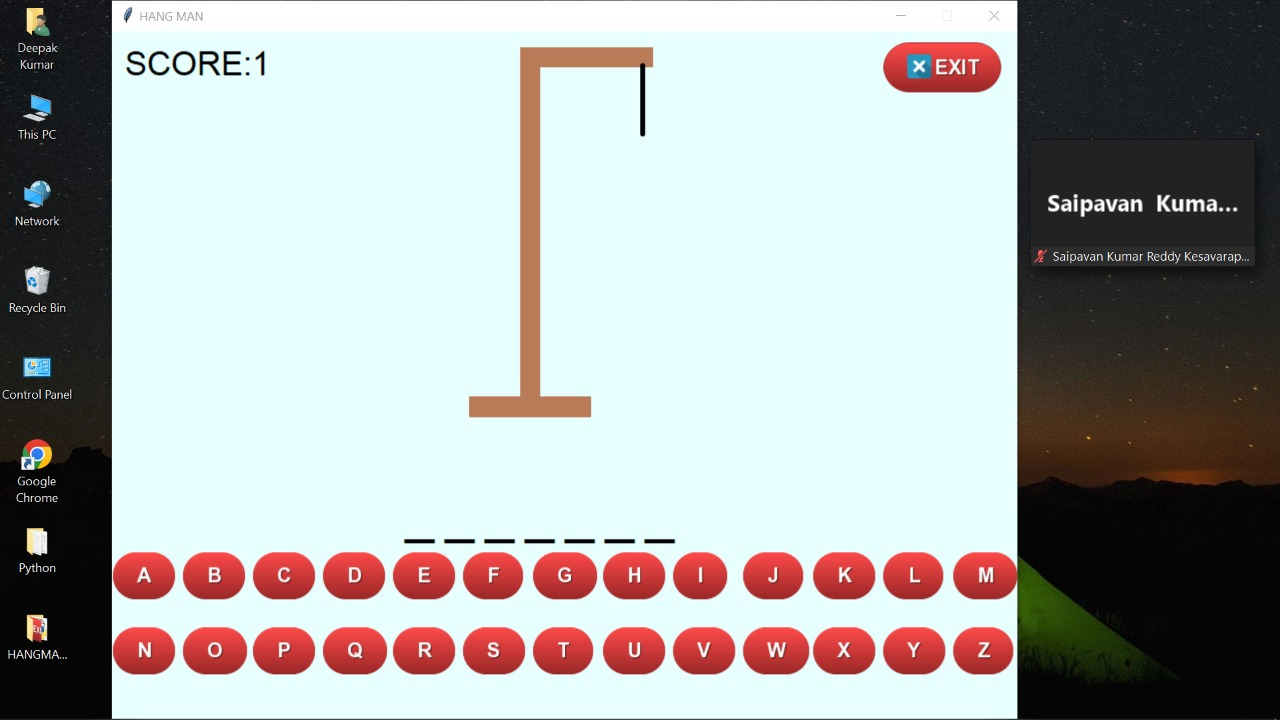 HANG MAN
SCORE:1
EXIT
Deepak
Kumar
This PC
Network
Recycle Bin
Control Panel
Google
Chrome
Python
HANGMA...
Saipavan Kuma...
Saipavan Kumar Reddy Kesavarap...
A B C D E F G H I J K L M
N O P Q R S T U V W X Y Z